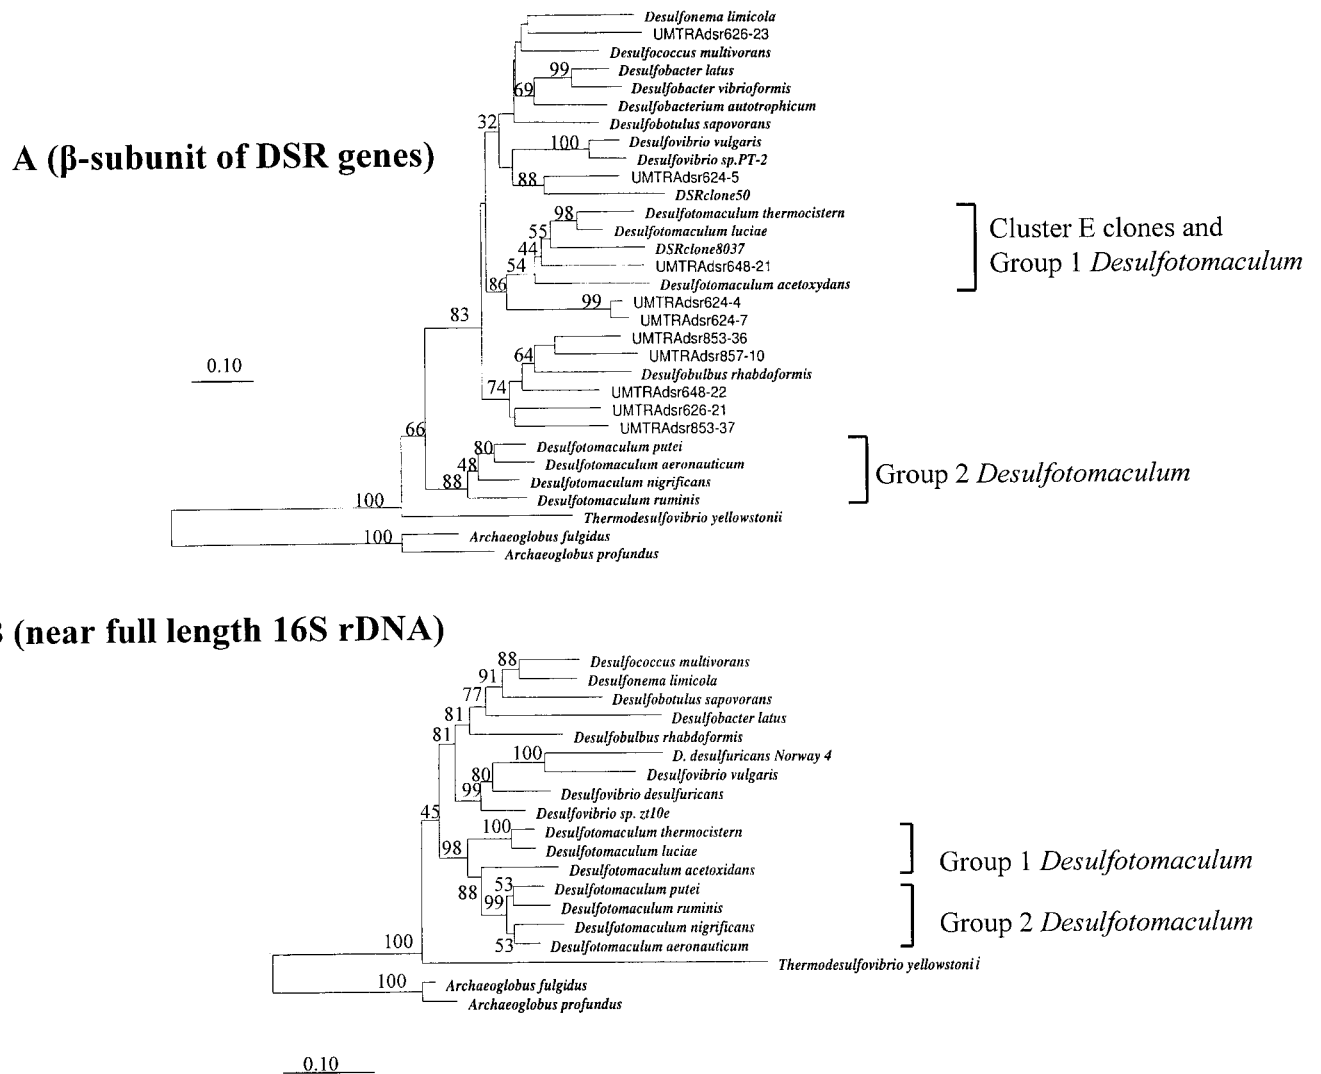 Desulfonema limicola
UMTRAdsr626-23
Desulfococcus multivorans
99
Desulfobacter latus
69
Desulfobacter vibrioformis
Desulfobacterium autotrophicum
32
Desulfobotulus sapovorans
A (β-subunit of DSR genes)
100
Desulfovibrio vulgaris
Desulfovibrio sp.PT-2
88
UMTRAdsr624-5
DSRclone50
98
Desulfotomaculum thermocistern
Cluster E clones and
55
Desulfotomaculum luciae
44
DSRclone8037
Group 1 Desulfotomaculum
54
UMTRAdsr648-21
86
Desulfotomaculum acetoxydans
99
UMTRAdsr624-4
83
UMTRAdsr624-7
UMTRAdsr853-36
64
UMTRAdsr857-10
0.10
Desulfobulbus rhabdoformis
74
UMTRAdsr648-22
UMTRAdsr626-21
66
UMTRAdsr853-37
80
Desulfotomaculum putei
48
Desulfotomaculum aeronauticum
Group 2 Desulfotomaculum
88
Desulfotomaculum nigrificans
100
Desulfotomaculum ruminis
Thermodesulfovibrio yellowstonii
100
Archaeoglobus fulgidus
Archaeoglobus profundus
(near full length 16S rDNA)
88
Desulfococcus multivorans
91
Desulfonema limicola
77
Desulfobotulus sapovorans
81
Desulfobacter latus
81
Desulfobulbus rhabdoformis
100
D. desulfuricans Norway 4
80
Desulfovibrio vulgaris
99
Desulfovibrio desulfuricans
45
Desulfovibrio sp. zt10e
100
Desulfotomaculum thermocistern
98
Desulfotomaculum luciae
Group 1 Desulfotomaculum
Desulfotomaculum acetoxidans
88
53
Desulfotomaculum putei
99
Desulfotomaculum ruminis
Group 2 Desulfotomaculum
Desulfotomaculum nigrificans
53
Desulfotomaculum aeronauticum
100
Thermodesulfovibrio yellowstonii
100
Archaeoglobus fulgidus
Archaeoglobus profundus
0.10